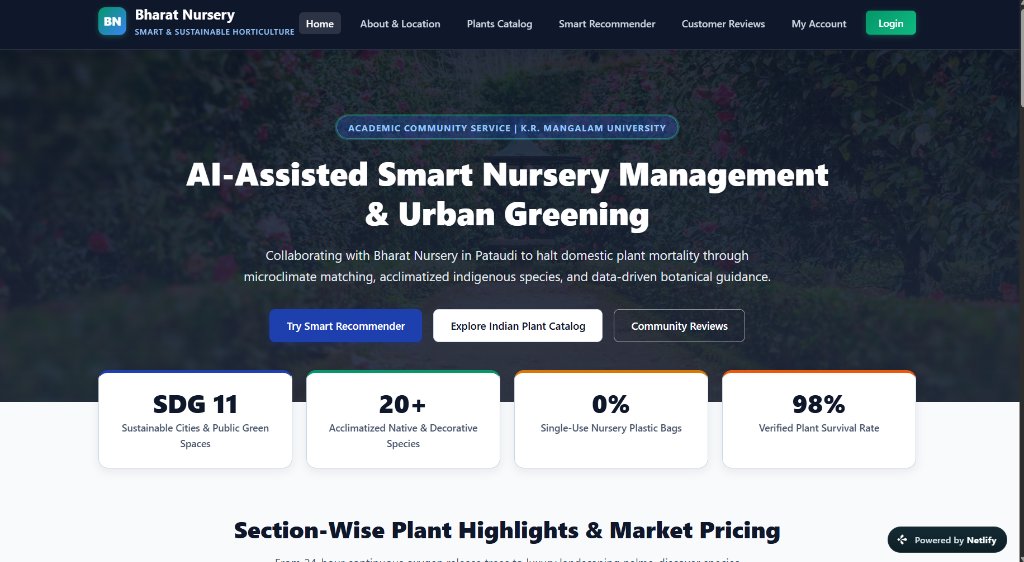 BN
Bharat Nursery
SMART & SUSTAINABLE HORTICULTURE
Home
About & Location
Plants Catalog
Smart Recommender
Customer Reviews
My Account
Login
ACADEMIC COMMUNITY SERVICE | K.R. MANGALAM UNIVERSITY
AI-Assisted Smart Nursery Management
& Urban Greening
Collaborating with Bharat Nursery in Pataudi to halt domestic plant mortality through
microclimate matching, acclimatized indigenous species, and data-driven botanical guidance.
Try Smart Recommender
Explore Indian Plant Catalog
Community Reviews
SDG 11
Sustainable Cities & Public Green
Spaces
20+
Acclimatized Native & Decorative
Species
0%
Single-Use Nursery Plastic Bags
98%
Verified Plant Survival Rate
Section-Wise Plant Highlights & Market Pricing
Powered by Netlify